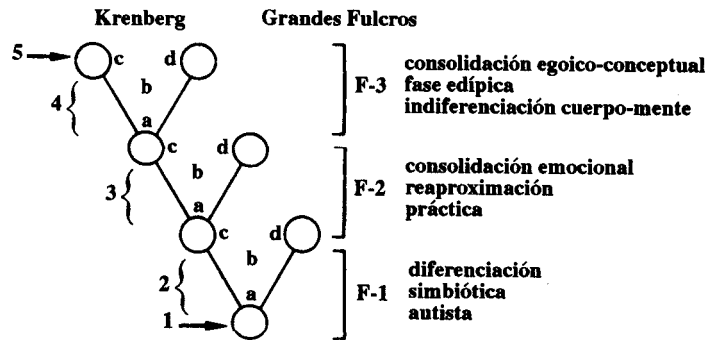 Krenberg Grandes Fulcros
5 c d
b
4
a
F-3
consolidación egoico-conceptual
fase edípica
indiferenciación cuerpo-mente
c d
b
3
a
F-2
consolidación emocional
reaproximación
práctica
c d
b
2
a
1
F-1
diferenciación
simbiótica
autista